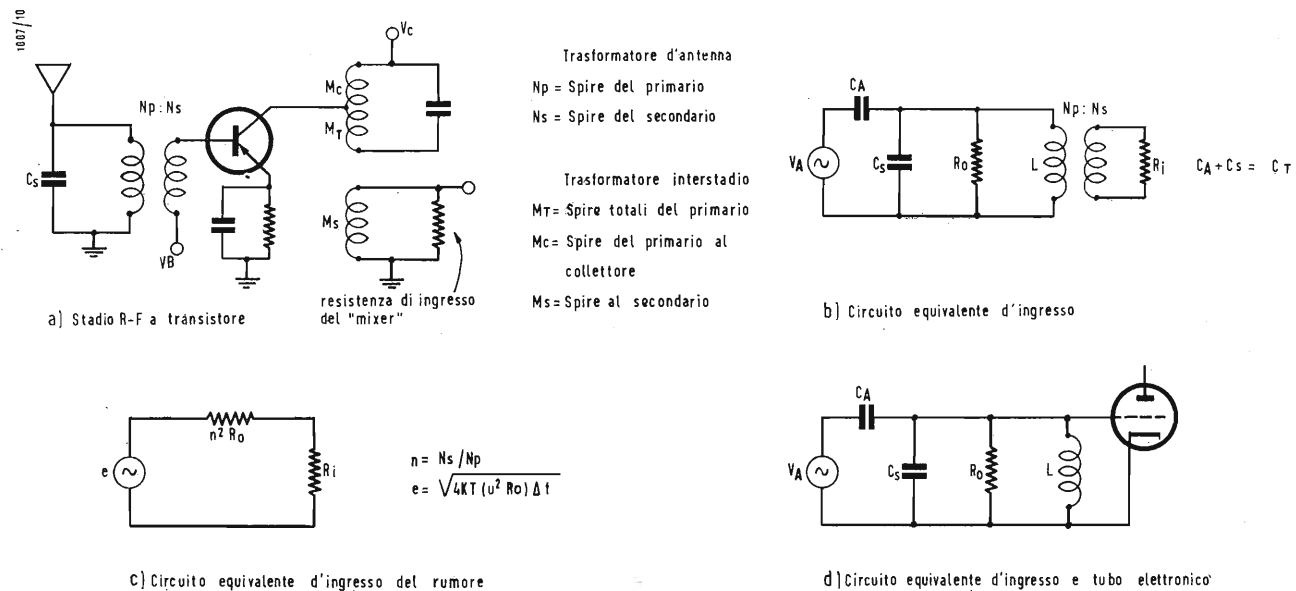 1007/10
Vc
Np : Ns
Mc
MT
Cs
VB
Ms
resistenza di ingresso
del "mixer"
a) Stadio R-F a transistore
Trasformatore d'antenna
Np = Spire del primario
Ns = Spire del secondario
Trasformatore interstadio
MT= Spire totali del primario
Mc= Spire del primario al
collettore
Ms= Spire al secondario
CA
Np: Ns
VA
Cs
Ro
L
Ri
CA+Cs = CT
b) Circuito equivalente d'ingresso
n² Ro
e
Ri
n= Ns/Np
e= √4KT (u² Ro) Δ t
c) Circuito equivalente d'ingresso del rumore
CA
VA
Cs
Ro
L
d) Circuito equivalente d'ingresso e tubo elettronico